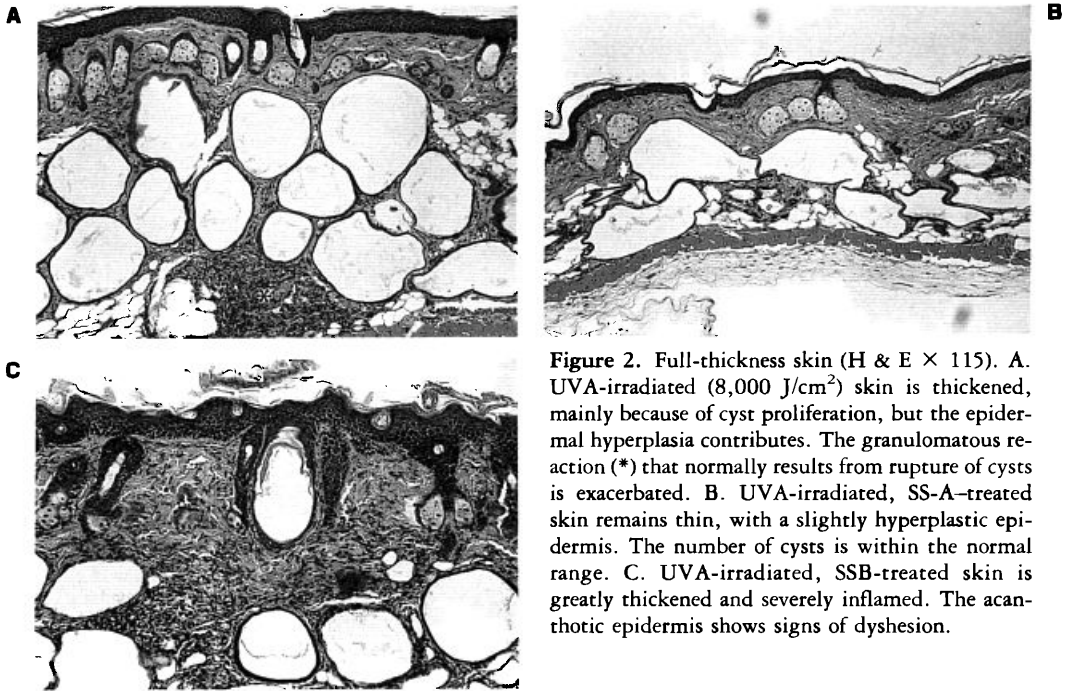 A
B
C
*
Figure 2. Full-thickness skin (H & E × 115). A.
UVA-irradiated (8,000 J/cm²) skin is thickened,
mainly because of cyst proliferation, but the epider-
mal hyperplasia contributes. The granulomatous re-
action (*) that normally results from rupture of cysts
is exacerbated. B. UVA-irradiated, SS-A–treated
skin remains thin, with a slightly hyperplastic epi-
dermis. The number of cysts is within the normal
range. C. UVA-irradiated, SSB-treated skin is
greatly thickened and severely inflamed. The acan-
thotic epidermis shows signs of dyshesion.